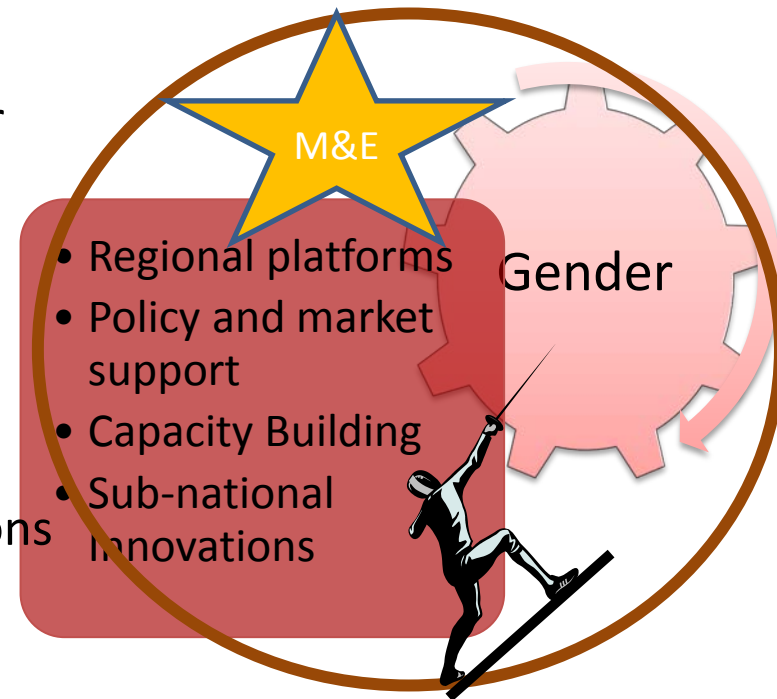 M&E
• Regional platforms
• Policy and market
support
• Capacity Building
• Sub-national
innovations
Gender